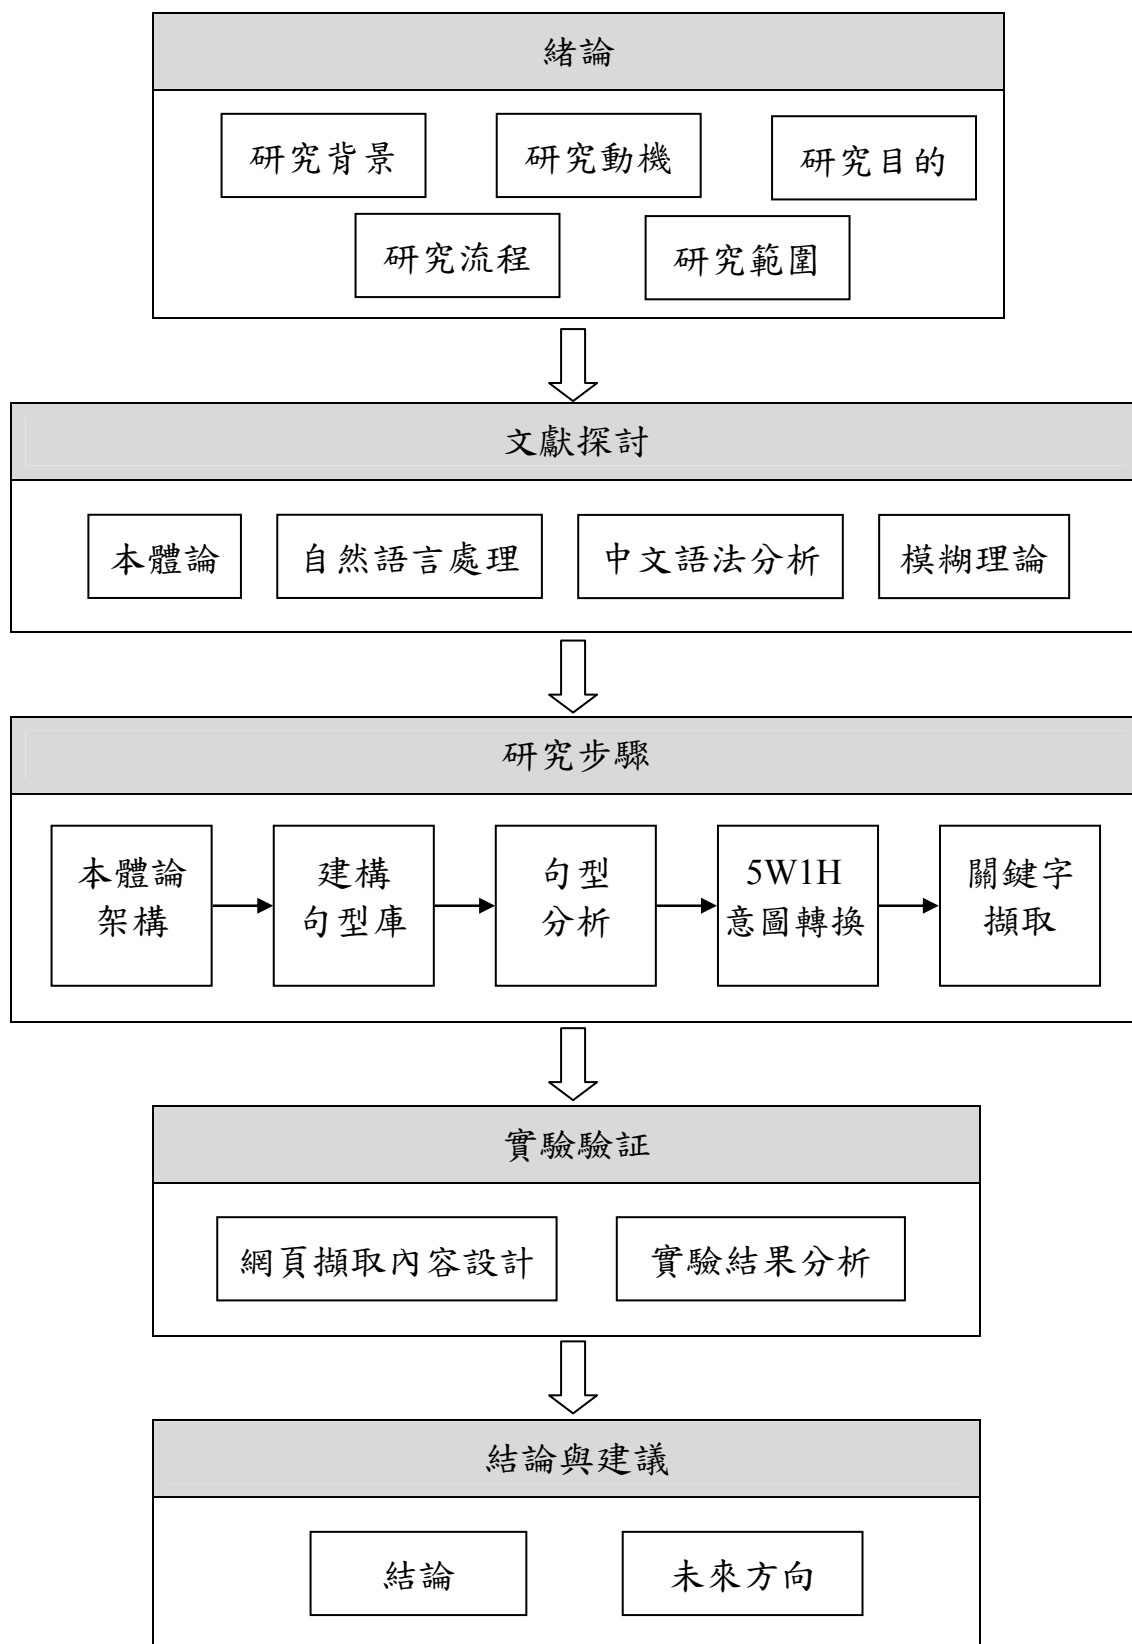 緒論
研究背景
研究動機
研究目的
研究流程
研究範圍
文獻探討
本體論
自然語言處理
中文語法分析
模糊理論
研究步驟
本體論
架構
建構
句型庫
句型
分析
5W1H
意圖轉換
關鍵字
擷取
實驗驗証
網頁擷取內容設計
實驗結果分析
結論與建議
結論
未來方向